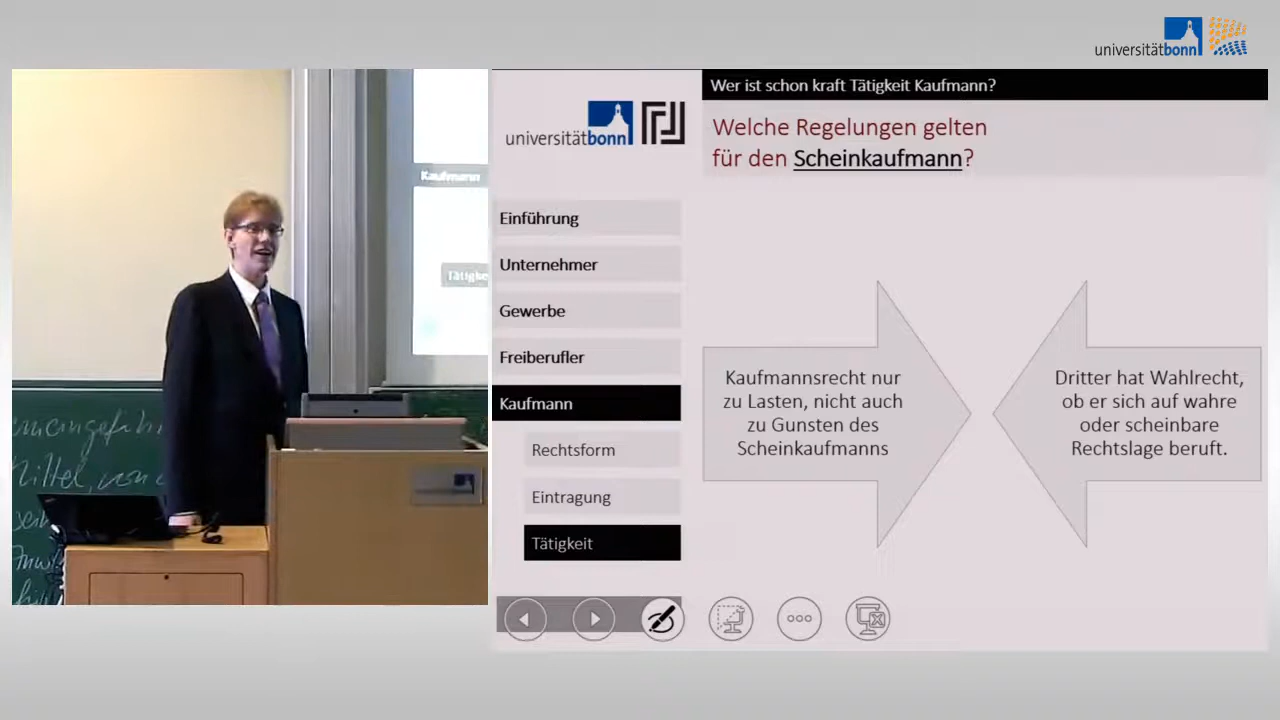 universitätbonn
Wer ist schon kraft Tätigkeit Kaufmann?
universitätbonn
Welche Regelungen gelten
für den Scheinkaufmann?
Einführung
Unternehmer
Gewerbe
Freiberufler
Kaufmann
Rechtsform
Eintragung
Tätigkeit
Kaufmannsrecht nur
zu Lasten, nicht auch
zu Gunsten des
Scheinkaufmanns
Dritter hat Wahlrecht,
ob er sich auf wahre
oder scheinbare
Rechtslage beruft.
Kaufmann
Tätigke